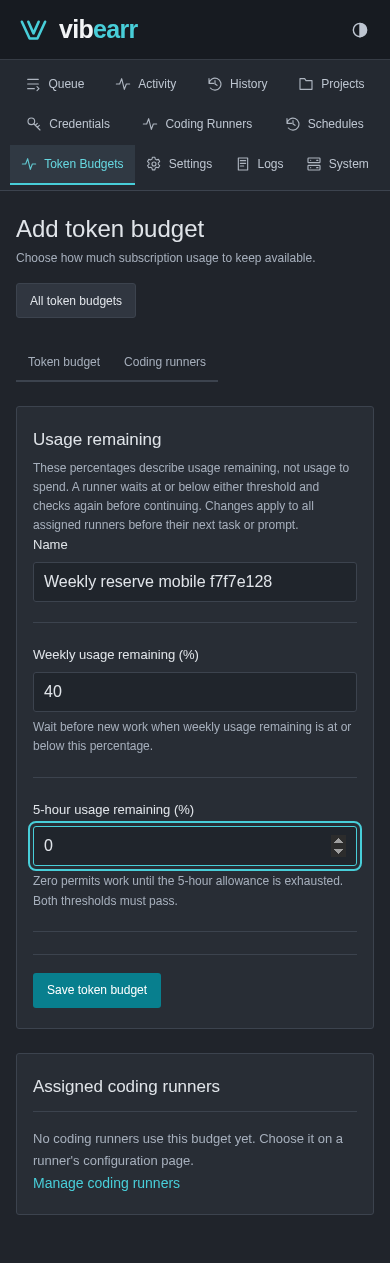 vibearr
Queue Activity History Projects
Credentials Coding Runners Schedules
Token Budgets Settings Logs System
Add token budget
Choose how much subscription usage to keep available.
All token budgets
Token budget Coding runners
Usage remaining
These percentages describe usage remaining, not usage to
spend. A runner waits at or below either threshold and
checks again before continuing. Changes apply to all
assigned runners before their next task or prompt.
Name
Weekly reserve mobile f7f7e128
Weekly usage remaining (%)
40
Wait before new work when weekly usage remaining is at or
below this percentage.
5-hour usage remaining (%)
0
Zero permits work until the 5-hour allowance is exhausted.
Both thresholds must pass.
Save token budget
Assigned coding runners
No coding runners use this budget yet. Choose it on a
runner's configuration page.
Manage coding runners